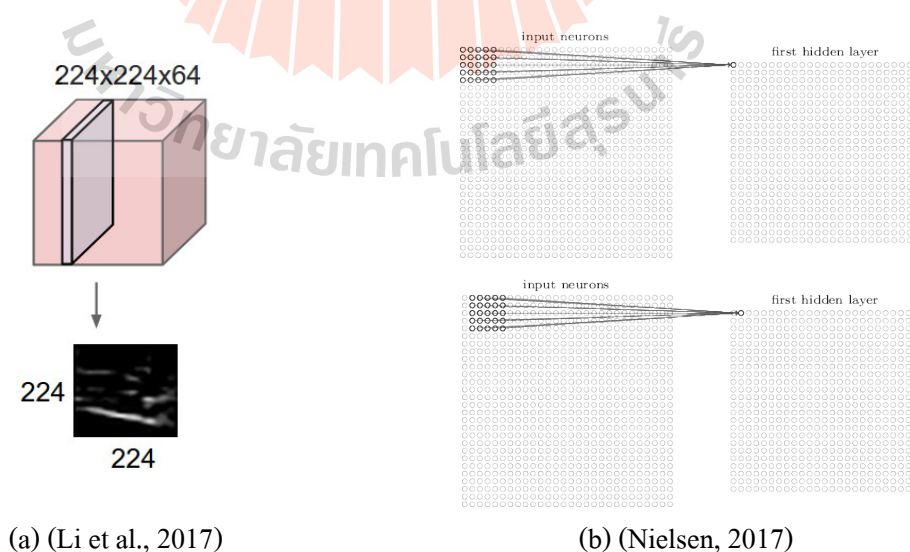 224x224x64
224
224
(a) (Li et al., 2017)
input neurons
first hidden layer
input neurons
first hidden layer
(b) (Nielsen, 2017)